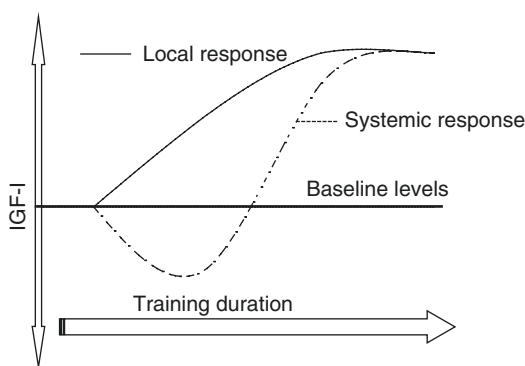 Local response
Systemic response
Baseline levels
IGF-I
Training duration